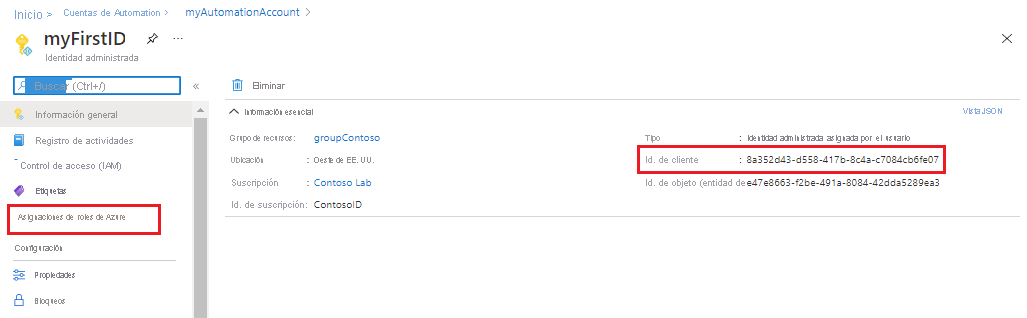 Inicio > Cuentas de Automation > myAutomationAccount >
myFirstID ...
Identidad administrada
Buscar (Ctrl+/) «
Eliminar
Información general
Registro de actividades
Control de acceso (IAM)
Etiquetas
Asignaciones de roles de Azure
Configuración
Propiedades
Bloqueos
Información esencial
Vista JSON
Grupo de recursos: groupContoso
Ubicación : Oeste de EE. UU.
Suscripción : Contoso Lab
Id. de suscripción: ContosoID
Tipo : Identidad administrada asignada por el usuario
Id. de cliente : 8a352d43-d558-417b-8c4a-c7084cb6fe07
Id. de objeto (entidad de e47e8663-f2be-491a-8084-42dda5289ea3